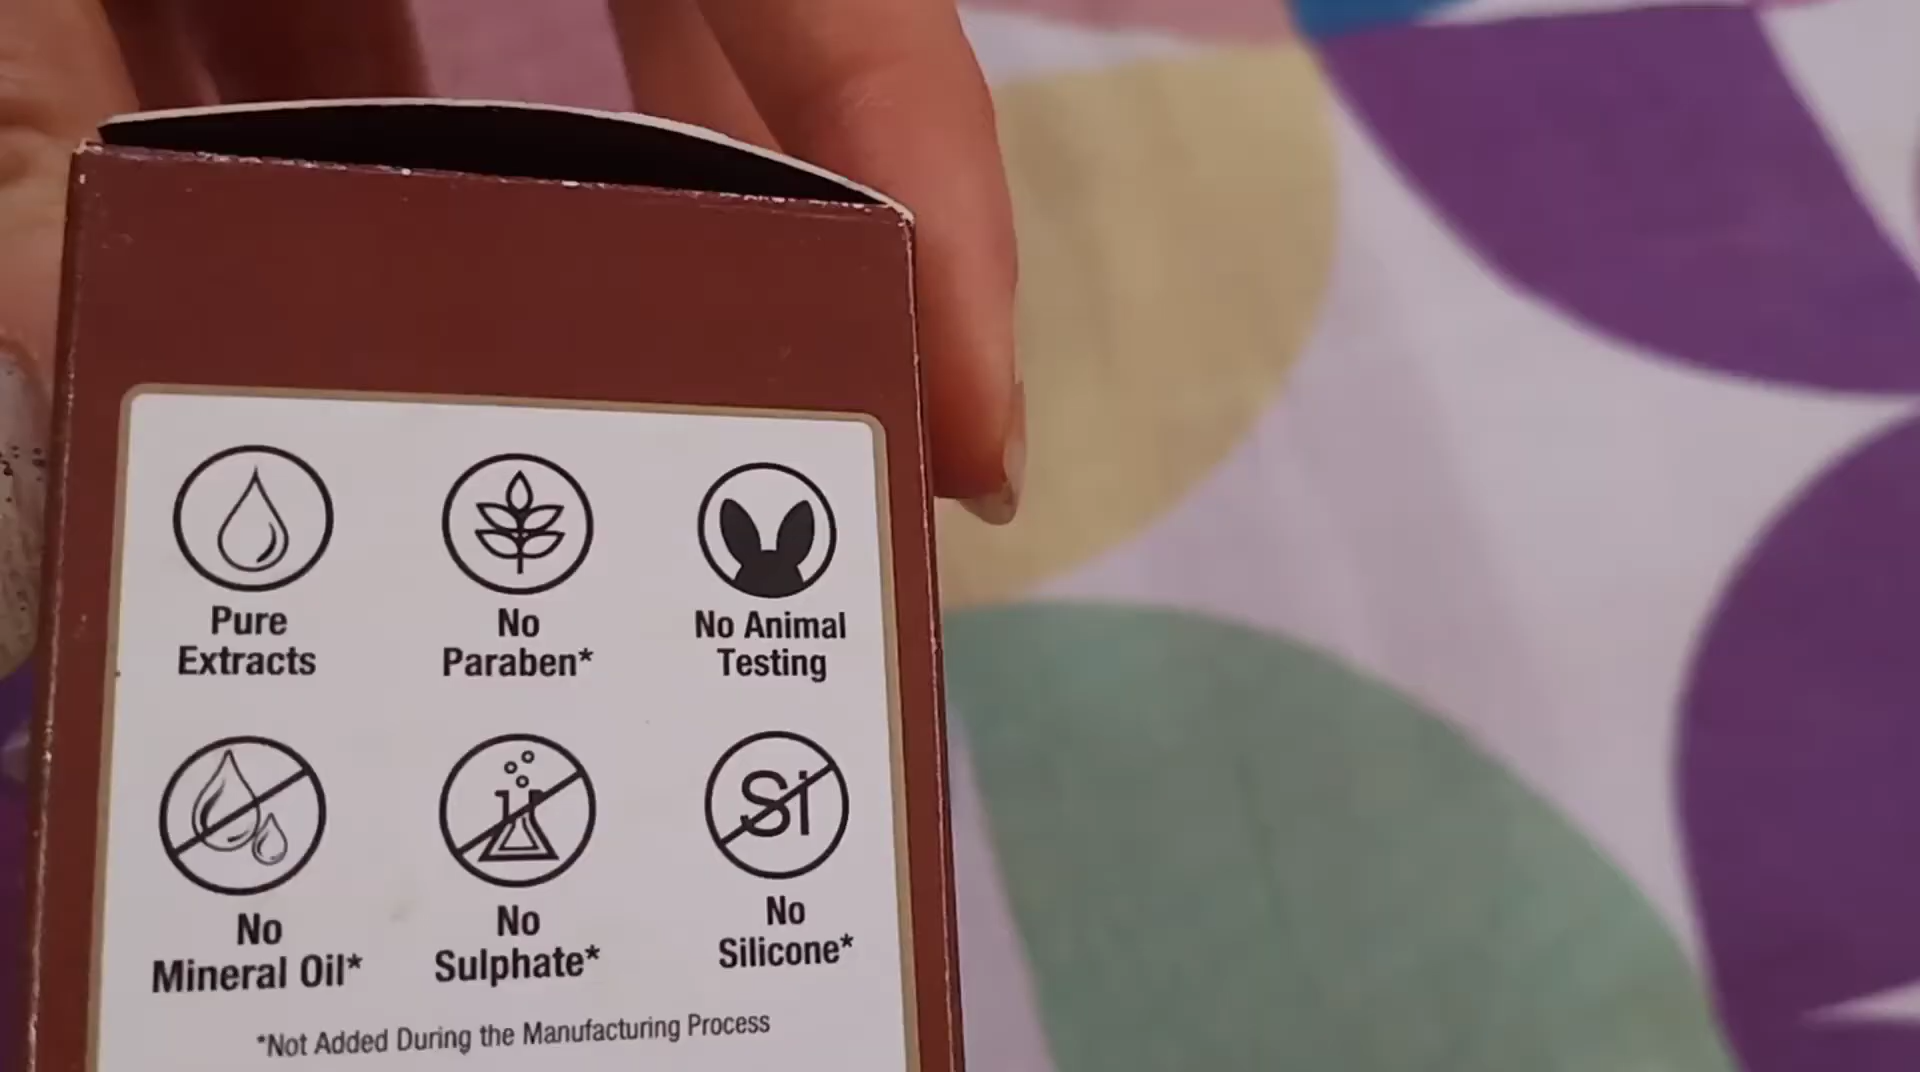 Pure
Extracts
No
Paraben*
No Animal
Testing
Si
No
Mineral Oil*
No
Sulphate*
No
Silicone*
*Not Added During the Manufacturing Process